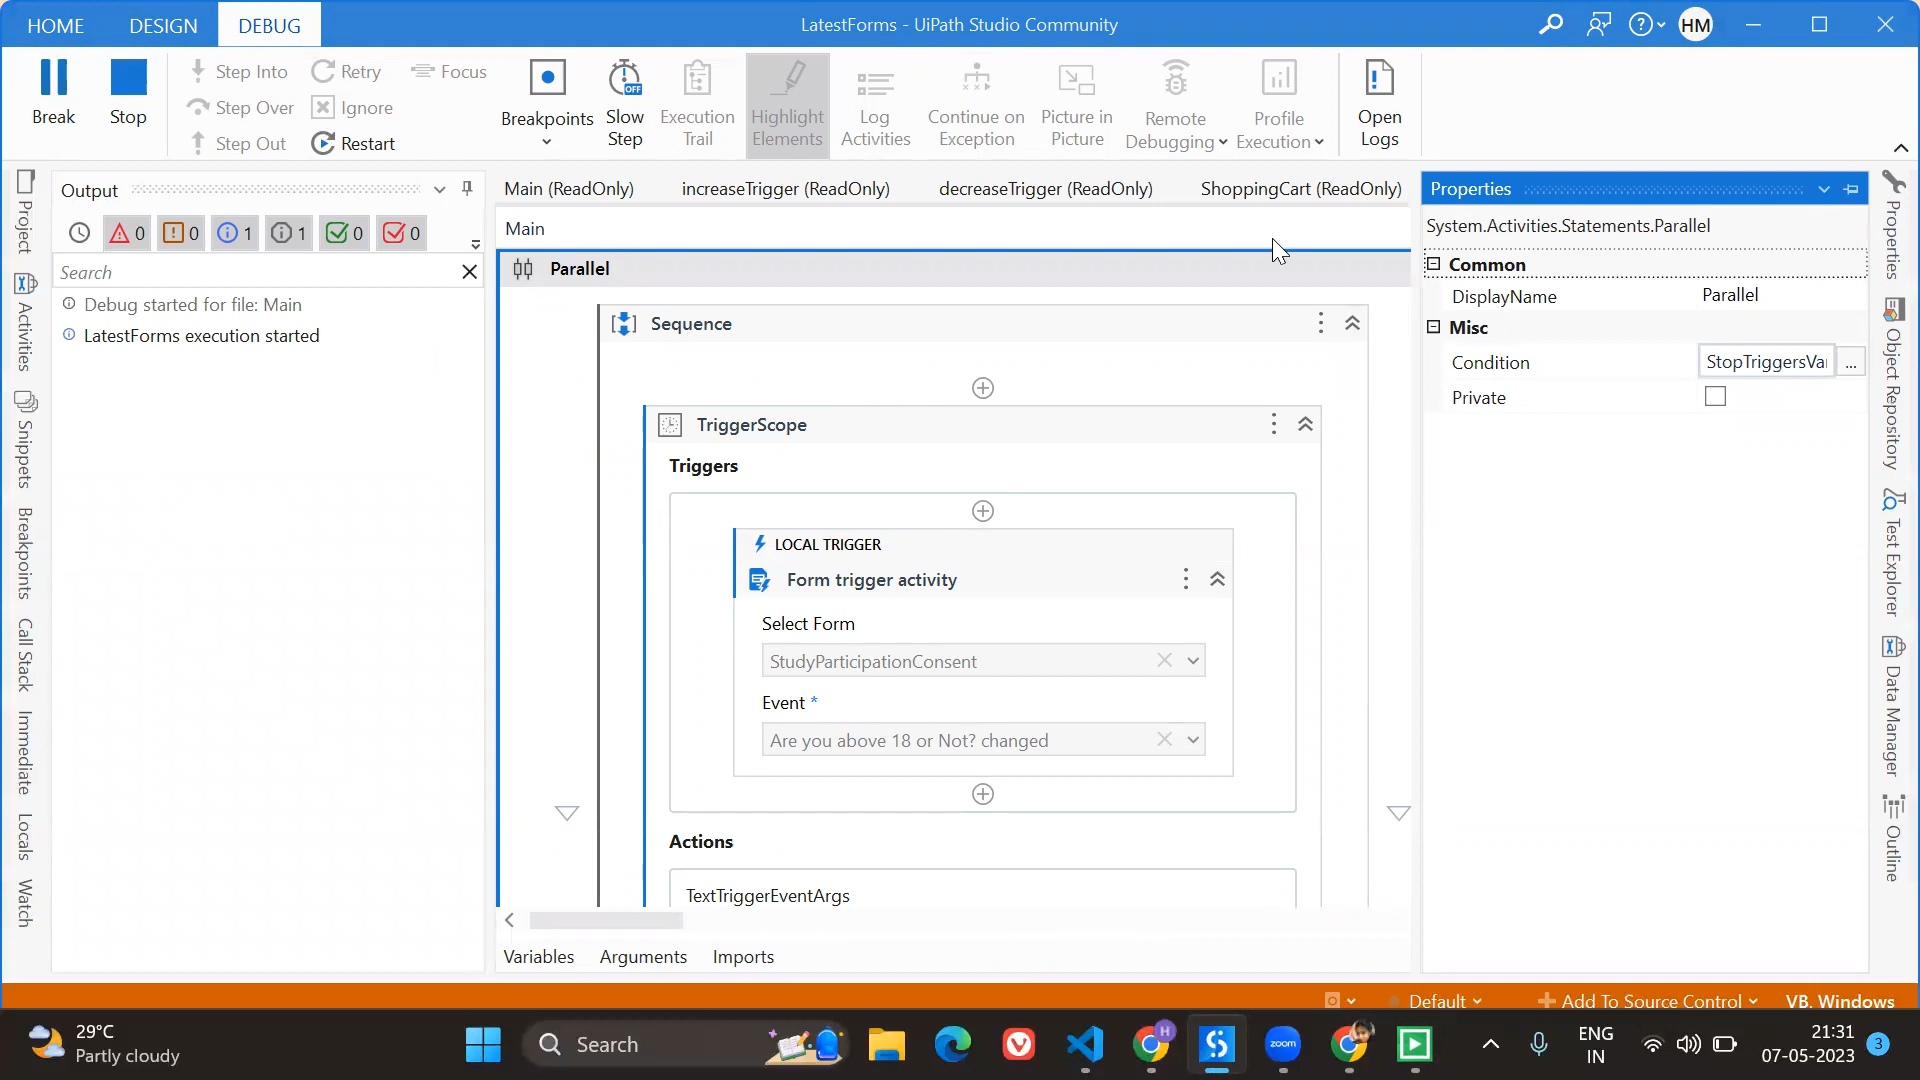 HOME DESIGN DEBUG LatestForms - UiPath Studio Community HM
Break
Stop
Step Into Retry Focus
Step Over Ignore
Step Out Restart
Breakpoints
Slow
Step
OFF
Execution
Trail
Highlight
Elements
Log
Activities
Continue on
Exception
Picture in
Picture
Remote
Debugging
Profile
Execution
Open
Logs
Project
Activities
Snippets
Breakpoints
Call Stack
Immediate
Locals
Watch
Output
0 0 1 1 0 0
Search
Debug started for file: Main
LatestForms execution started
Main (ReadOnly) increaseTrigger (ReadOnly) decreaseTrigger (ReadOnly) ShoppingCart (ReadOnly)
Main
Parallel
Sequence
TriggerScope
Triggers
LOCAL TRIGGER
Form trigger activity
Select Form
StudyParticipationConsent
Event *
Are you above 18 or Not? changed
Actions
TextTriggerEventArgs
Variables Arguments Imports
Properties
System.Activities.Statements.Parallel
Common
DisplayName Parallel
Misc
Condition StopTriggersVa ...
Private
Properties
Object Repository
Test Explorer
Data Manager
Outline
Default Add To Source Control VB. Windows
29°C
Partly cloudy
Search
H
zoom
ENG
IN
21:31
07-05-2023
3